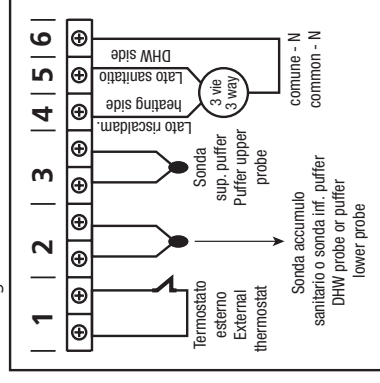 1 2 3 4 5 6
Termostato
esterno
External
thermostat
Sonda accumulo
sanitario o sonda inf. puffer
DHW probe or puffer
lower probe
Sonda
sup. puffer
Puffer upper
probe
Lato riscaldam.
heating side
Lato sanitatio
DHW side
3 vie
3 way
comune - N
common - N